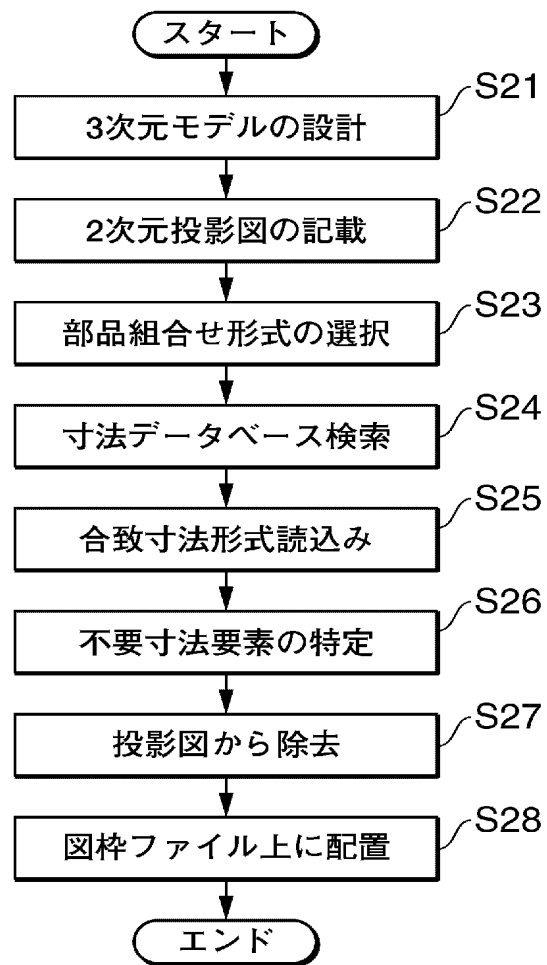 スタート
S21
3次元モデルの設計
S22
2次元投影図の記載
S23
部品組合せ形式の選択
S24
寸法データベース検索
S25
合致寸法形式読込み
S26
不要寸法要素の特定
S27
投影図から除去
S28
図枠ファイル上に配置
エンド